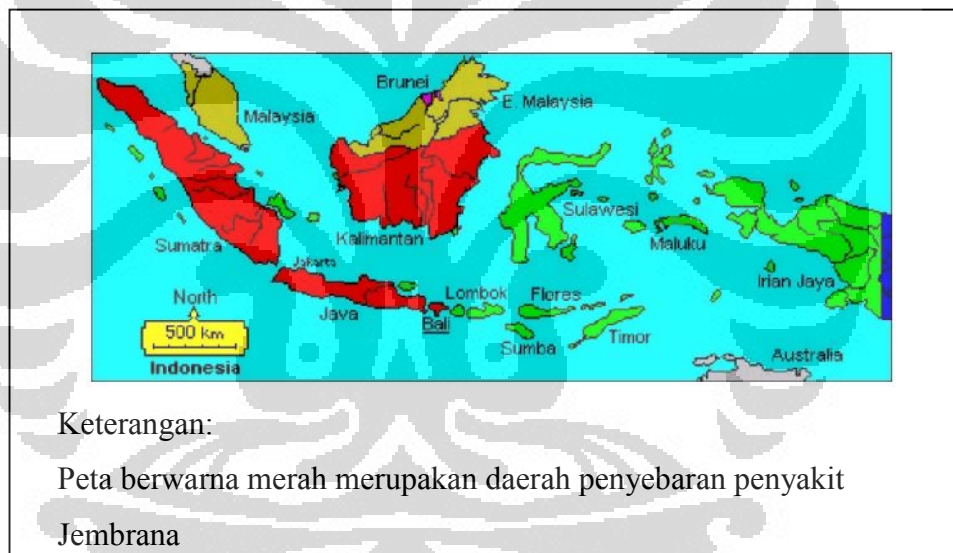 Brunei
E. Malaysia
Malaysia
Sulawesi
Sumatra
Kalimantan
Maluku
Jakarta
Irian Jaya
North
Lombok
Flores
Java
500 km
Bali
Timor
Sumba
Australia
Indonesia
Keterangan:
Peta berwarna merah merupakan daerah penyebaran penyakit
Jembrana